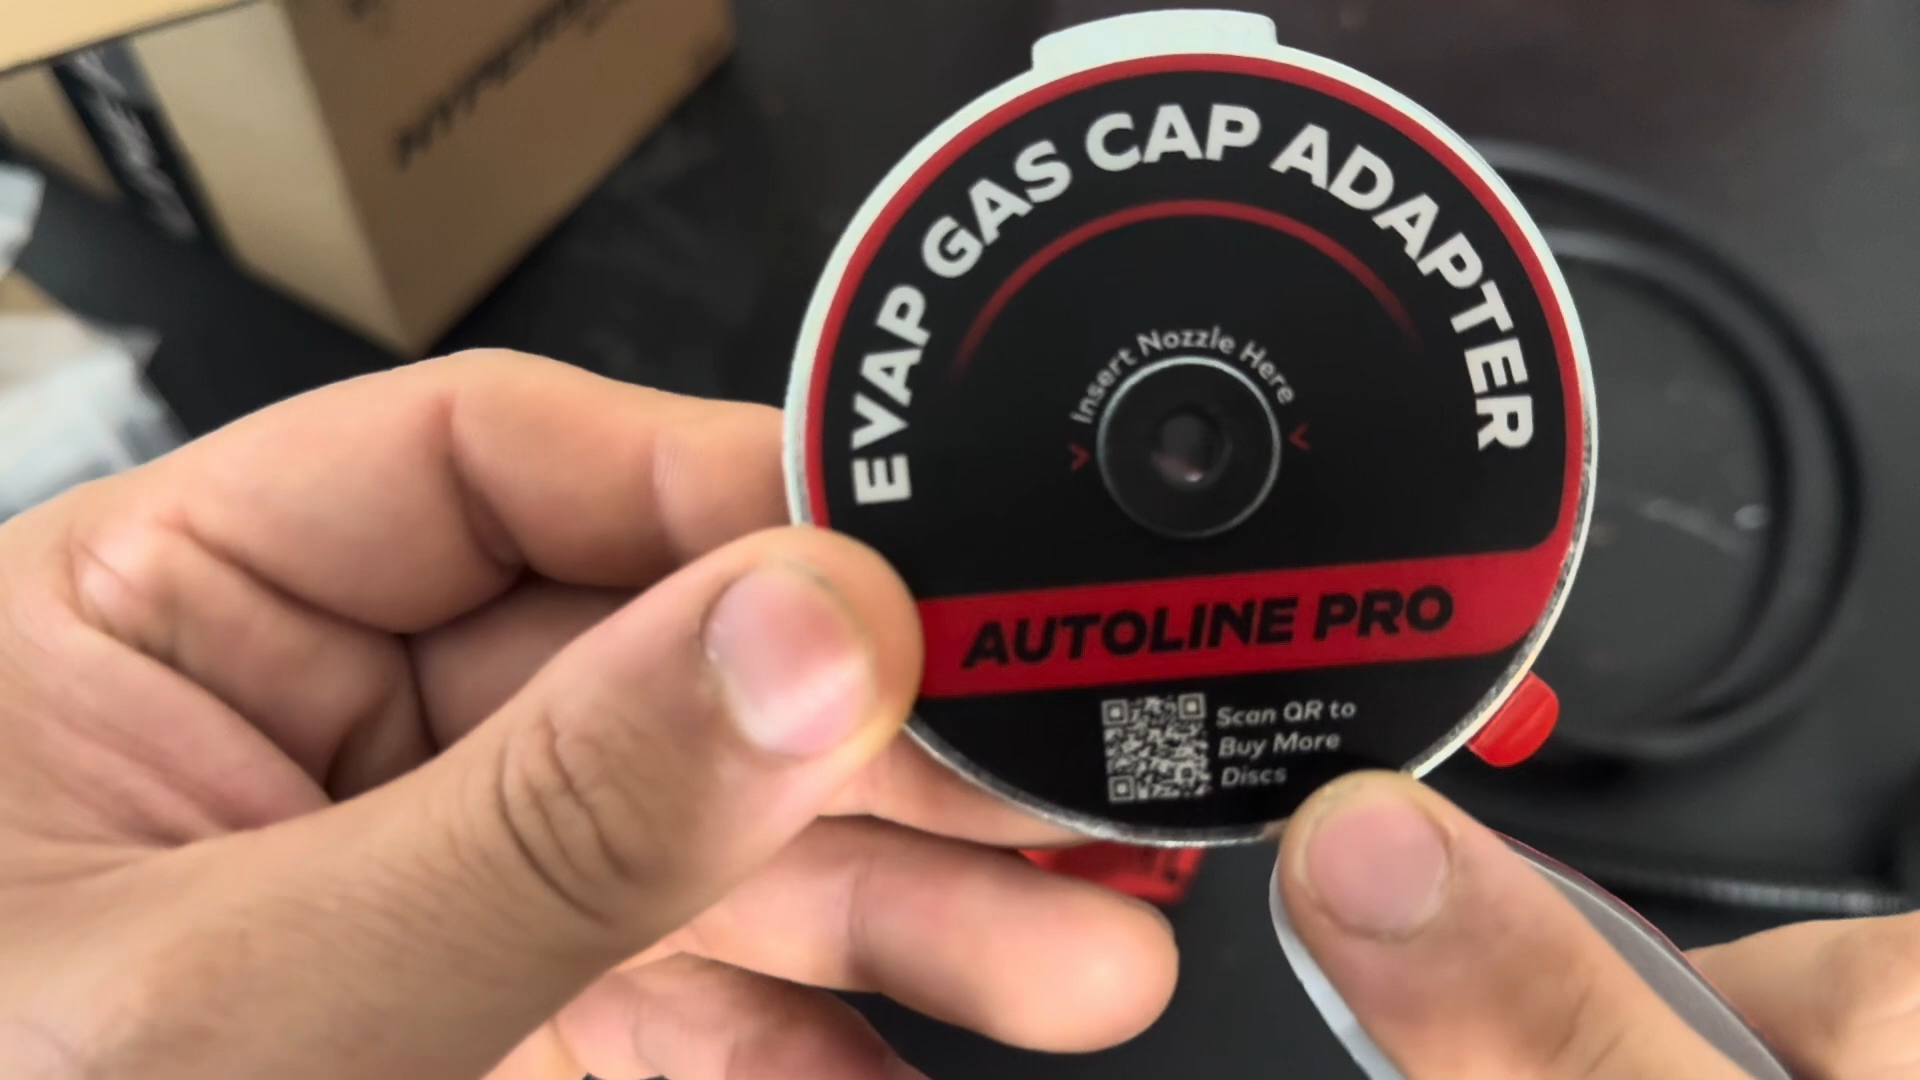 EVAP GAS CAP ADAPTER
Insert Nozzle Here
AUTOLINE PRO
Scan QR to
Buy More
Discs